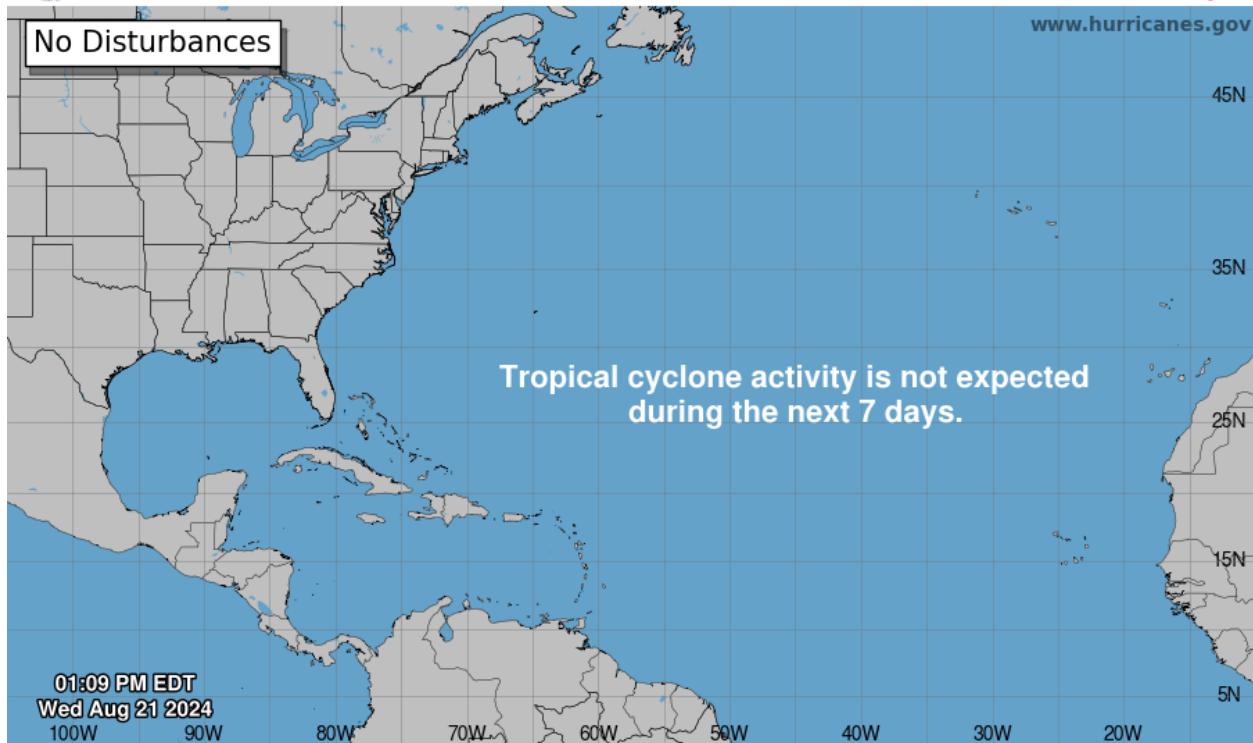 www.hurricanes.gov
No Disturbances
45N
35N
Tropical cyclone activity is not expected
during the next 7 days.
25N
15N
01:09 PM EDT
Wed Aug 21 2024
5N
100W 90W 80W 70W 60W 50W 40W 30W 20W